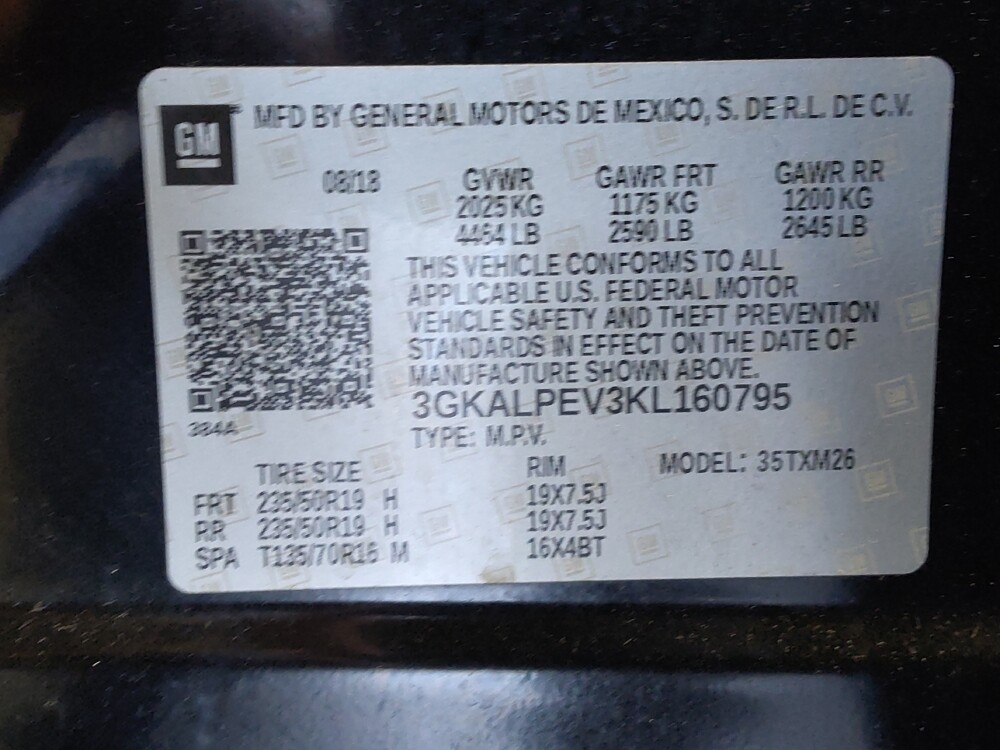 GM
MFD BY GENERAL MOTORS DE MEXICO, S. DE R.L. DE C.V.
08/18 GVWR GAWR FRT GAWR RR
2025 KG 1175 KG 1200 KG
4464 LB 2590 LB 2645 LB
THIS VEHICLE CONFORMS TO ALL
APPLICABLE U.S. FEDERAL MOTOR
VEHICLE SAFETY AND THEFT PREVENTION
STANDARDS IN EFFECT ON THE DATE OF
MANUFACTURE SHOWN ABOVE.
3GKALPEV3KL160795
384A
TYPE: M.P.V.
TIRE SIZE RIM MODEL: 35TXM26
FRT 235/50R19 H 19X7.5J
RR 235/50R19 H 19X7.5J
SPA T135/70R16 M 16X4BT